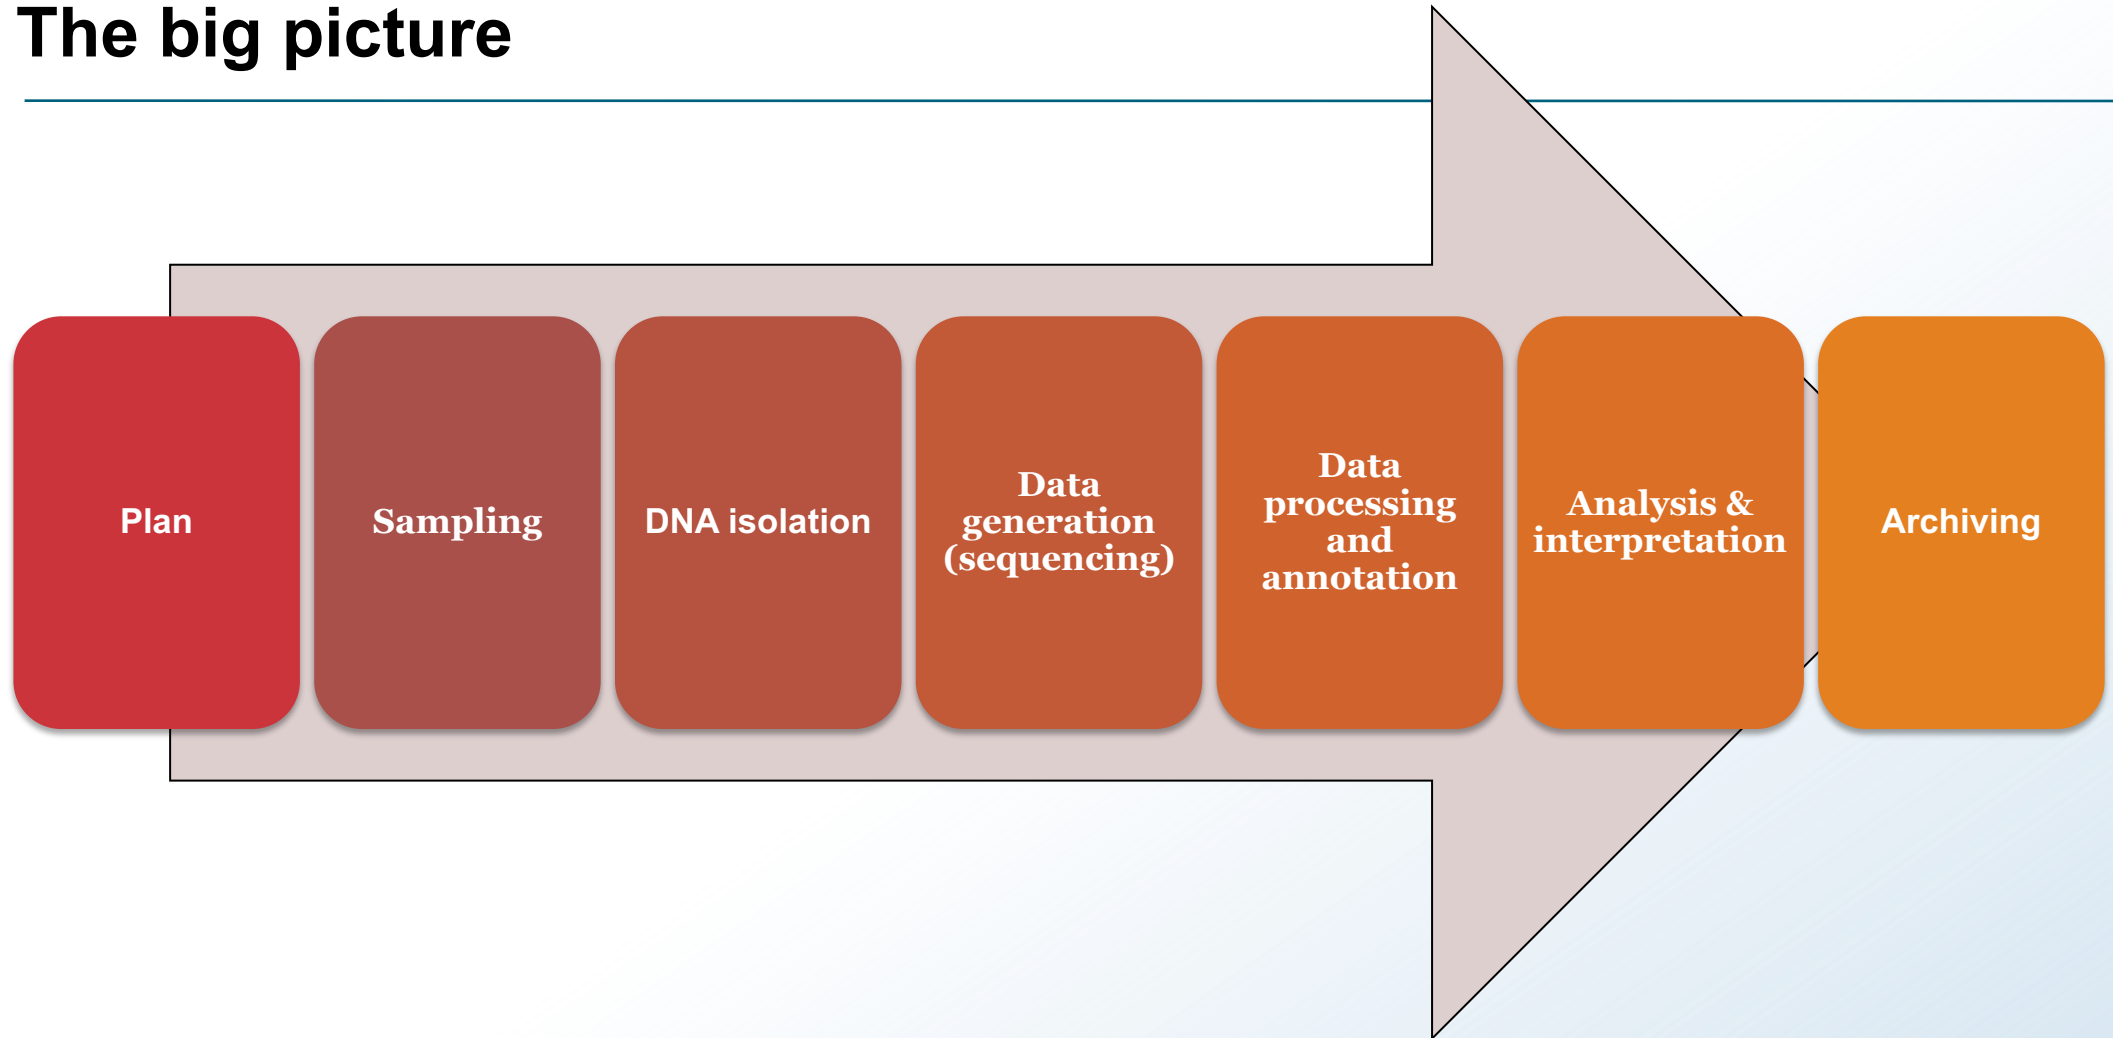 The big picture
Plan
Sampling
DNA isolation
Data
generation
(sequencing)
Data
processing
and
annotation
Analysis &
interpretation
Archiving